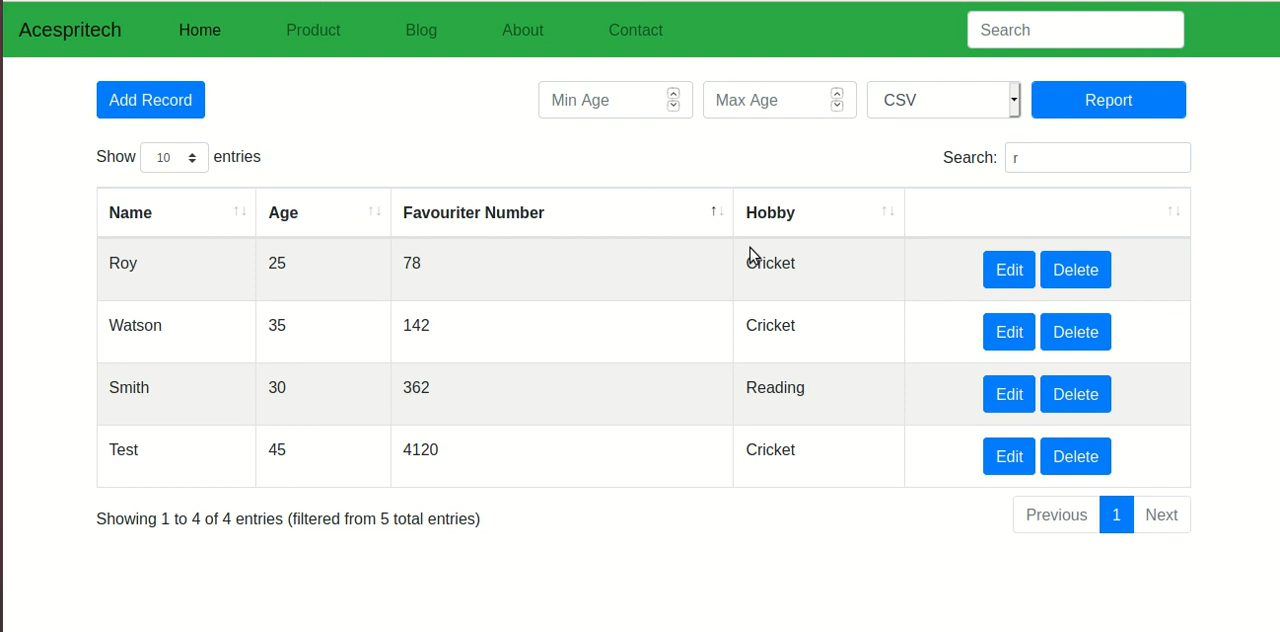 Acespritech Home Product Blog About Contact Search
Add Record Min Age Max Age CSV Report
Show 10 entries Search: r
Name Age Favouriter Number Hobby
Roy 25 78 Cricket Edit Delete
Watson 35 142 Cricket Edit Delete
Smith 30 362 Reading Edit Delete
Test 45 4120 Cricket Edit Delete
Showing 1 to 4 of 4 entries (filtered from 5 total entries) Previous 1 Next